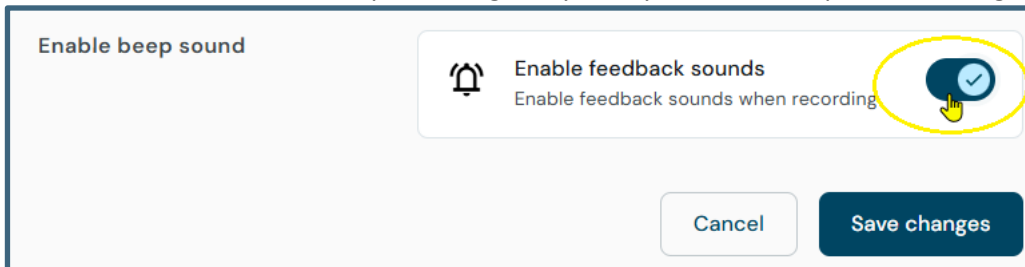 Enable beep sound
Enable feedback sounds
Enable feedback sounds when recording
Cancel
Save changes